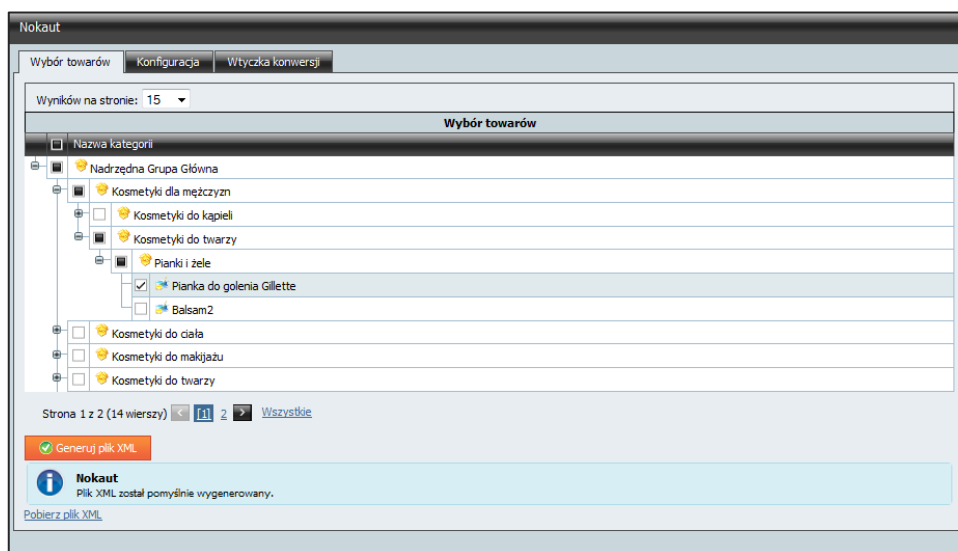 Nokaut
Wybór towarów Konfiguracja Wtyczka konwersji
Wyników na stronie: 15
Wybór towarów
Nazwa kategorii
Nadrzędna Grupa Główna
Kosmetyki dla mężczyzn
Kosmetyki do kąpieli
Kosmetyki do twarzy
Pianki i żele
Pianka do golenia Gillette
Balsam2
Kosmetyki do ciała
Kosmetyki do makijażu
Kosmetyki do twarzy
Strona 1 z 2 (14 wierszy) < [1] 2 > Wszystkie
Generuj plik XML
Nokaut
Plik XML został pomyślnie wygenerowany.
Pobierz plik XML